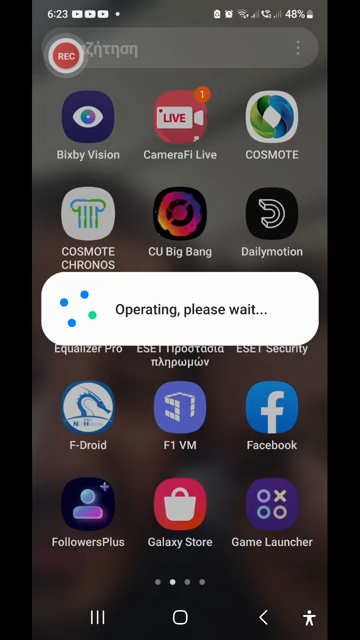 6:23
48%
REC
ζήτηση
1
LIVE
Bixby Vision
CameraFi Live
COSMOTE
COSMOTE
CHRONOS
CU Big Bang
Dailymotion
Operating, please wait...
Equalizer Pro
ESET Προστασία
πληρωμών
ESET Security
F-Droid
F1 VM
Facebook
FollowersPlus
Galaxy Store
Game Launcher